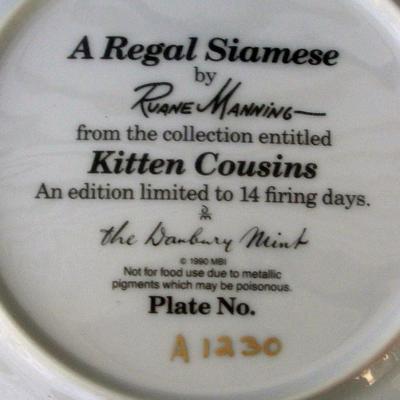 A Regal Siamese
by
Ruane Manning
from the collection entitled
Kitten Cousins
An edition limited to 14 firing days.
the Danbury Mint
© 1990 MBI
Not for food use due to metallic
pigments which may be poisonous.
Plate No.
A 1230